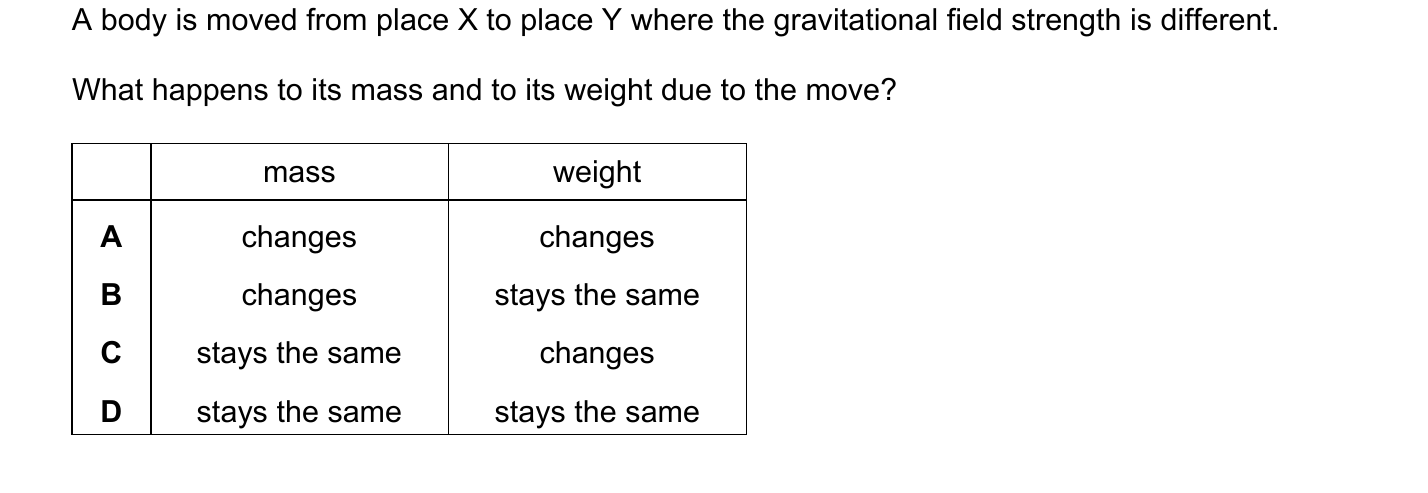 A body is moved from place X to place Y where the gravitational field strength is different.
What happens to its mass and to its weight due to the move?
mass weight
A changes changes
B changes stays the same
C stays the same changes
D stays the same stays the same